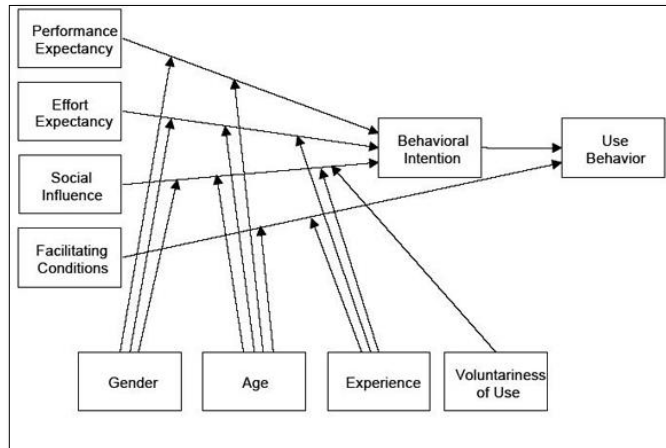 Performance
Expectancy
Effort
Expectancy
Social
Influence
Facilitating
Conditions
Behavioral
Intention
Use
Behavior
Gender
Age
Experience
Voluntariness
of Use